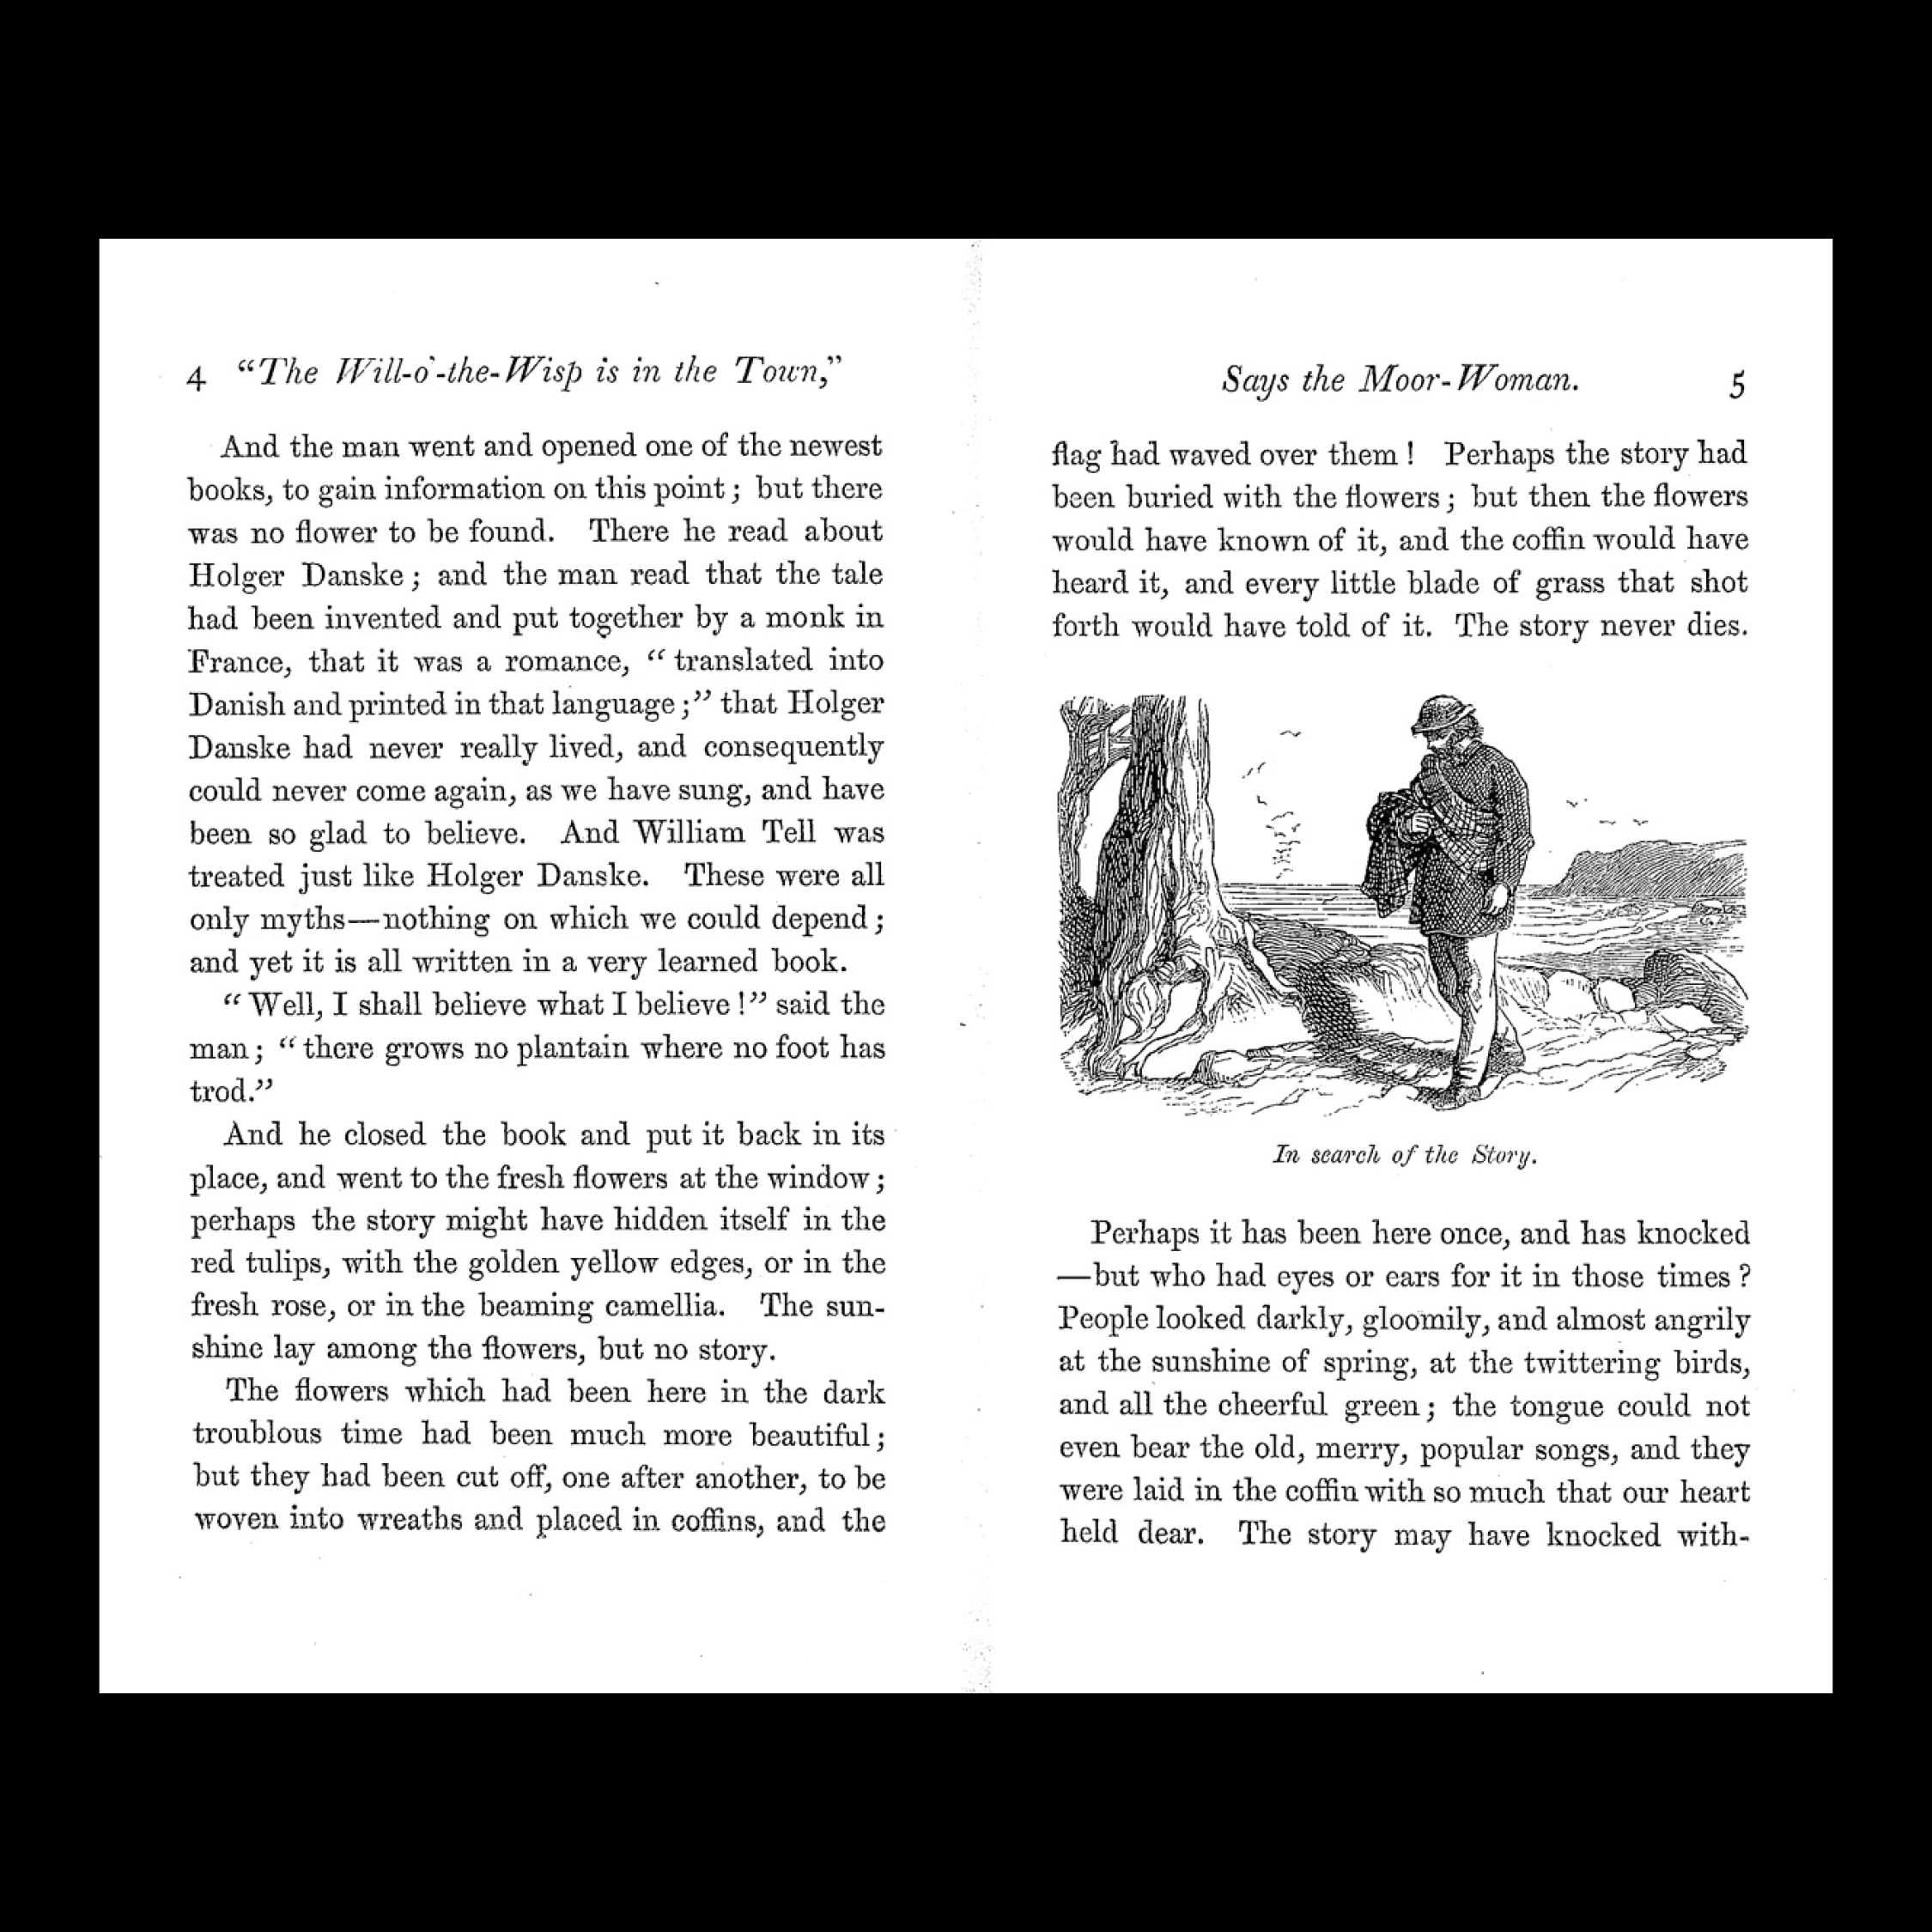 4 “The Will-o’-the-Wisp is in the Town,”
And the man went and opened one of the newest
books, to gain information on this point; but there
was no flower to be found. There he read about
Holger Danske; and the man read that the tale
had been invented and put together by a monk in
France, that it was a romance, “translated into
Danish and printed in that language;” that Holger
Danske had never really lived, and consequently
could never come again, as we have sung, and have
been so glad to believe. And William Tell was
treated just like Holger Danske. These were all
only myths—nothing on which we could depend;
and yet it is all written in a very learned book.
“Well, I shall believe what I believe!” said the
man; “there grows no plantain where no foot has
trod.”
And he closed the book and put it back in its
place, and went to the fresh flowers at the window;
perhaps the story might have hidden itself in the
red tulips, with the golden yellow edges, or in the
fresh rose, or in the beaming camellia. The sun-
shine lay among the flowers, but no story.
The flowers which had been here in the dark
troublous time had been much more beautiful;
but they had been cut off, one after another, to be
woven into wreaths and placed in coffins, and the
Says the Moor-Woman. 5
flag had waved over them! Perhaps the story had
been buried with the flowers; but then the flowers
would have known of it, and the coffin would have
heard it, and every little blade of grass that shot
forth would have told of it. The story never dies.
In search of the Story.
Perhaps it has been here once, and has knocked
—but who had eyes or ears for it in those times?
People looked darkly, gloomily, and almost angrily
at the sunshine of spring, at the twittering birds,
and all the cheerful green; the tongue could not
even bear the old, merry, popular songs, and they
were laid in the coffin with so much that our heart
held dear. The story may have knocked with-